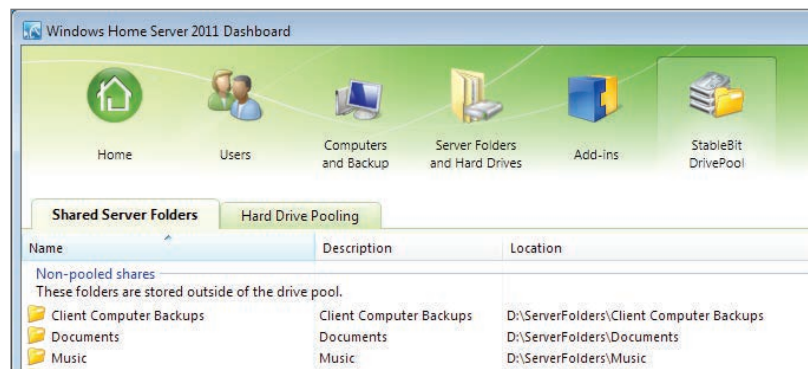 Windows Home Server 2011 Dashboard
Home
Users
Computers
and Backup
Server Folders
and Hard Drives
Add-ins
StableBit
DrivePool
Shared Server Folders
Hard Drive Pooling
Name Description Location
Non-pooled shares
These folders are stored outside of the drive pool.
Client Computer Backups Client Computer Backups D:\ServerFolders\Client Computer Backups
Documents Documents D:\ServerFolders\Documents
Music Music D:\ServerFolders\Music